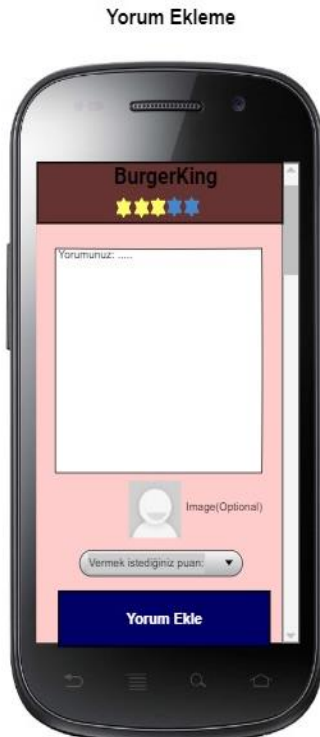 Yorum Ekleme
BurgerKing
Yorumunuz: .....
Image(Optional)
Vermek istediğiniz puan:
Yorum Ekle